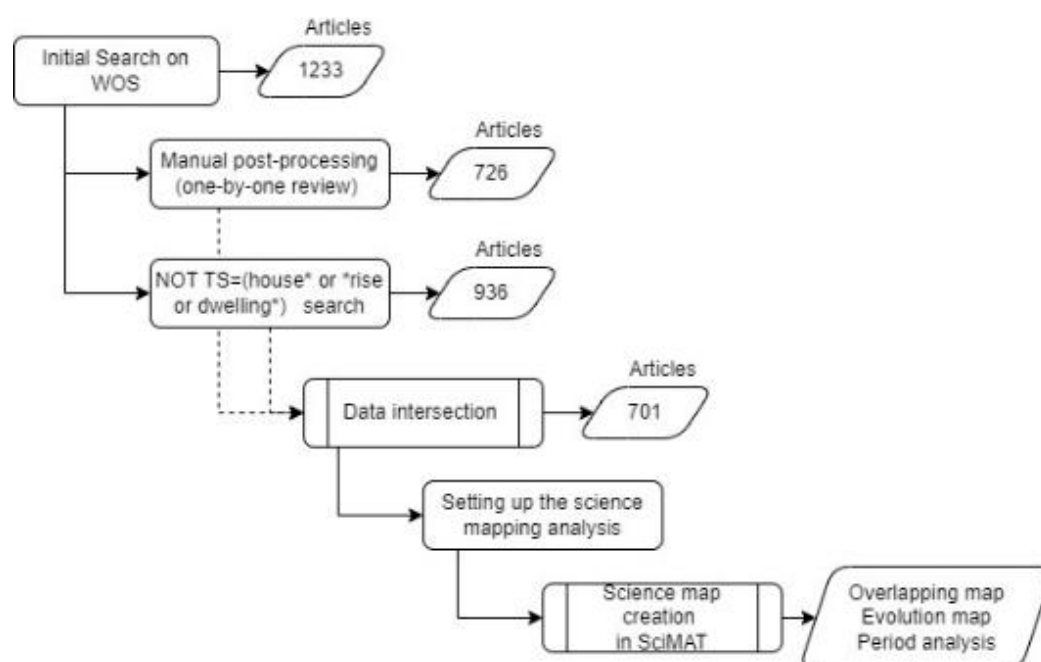 Articles
Initial Search on
WOS
1233
Articles
Manual post-processing
(one-by-one review)
726
Articles
NOT TS=(house* or *rise
or dwelling*) search
936
Articles
Data intersection
701
Setting up the science
mapping analysis
Science map
creation
in SciMAT
Overlapping map
Evolution map
Period analysis